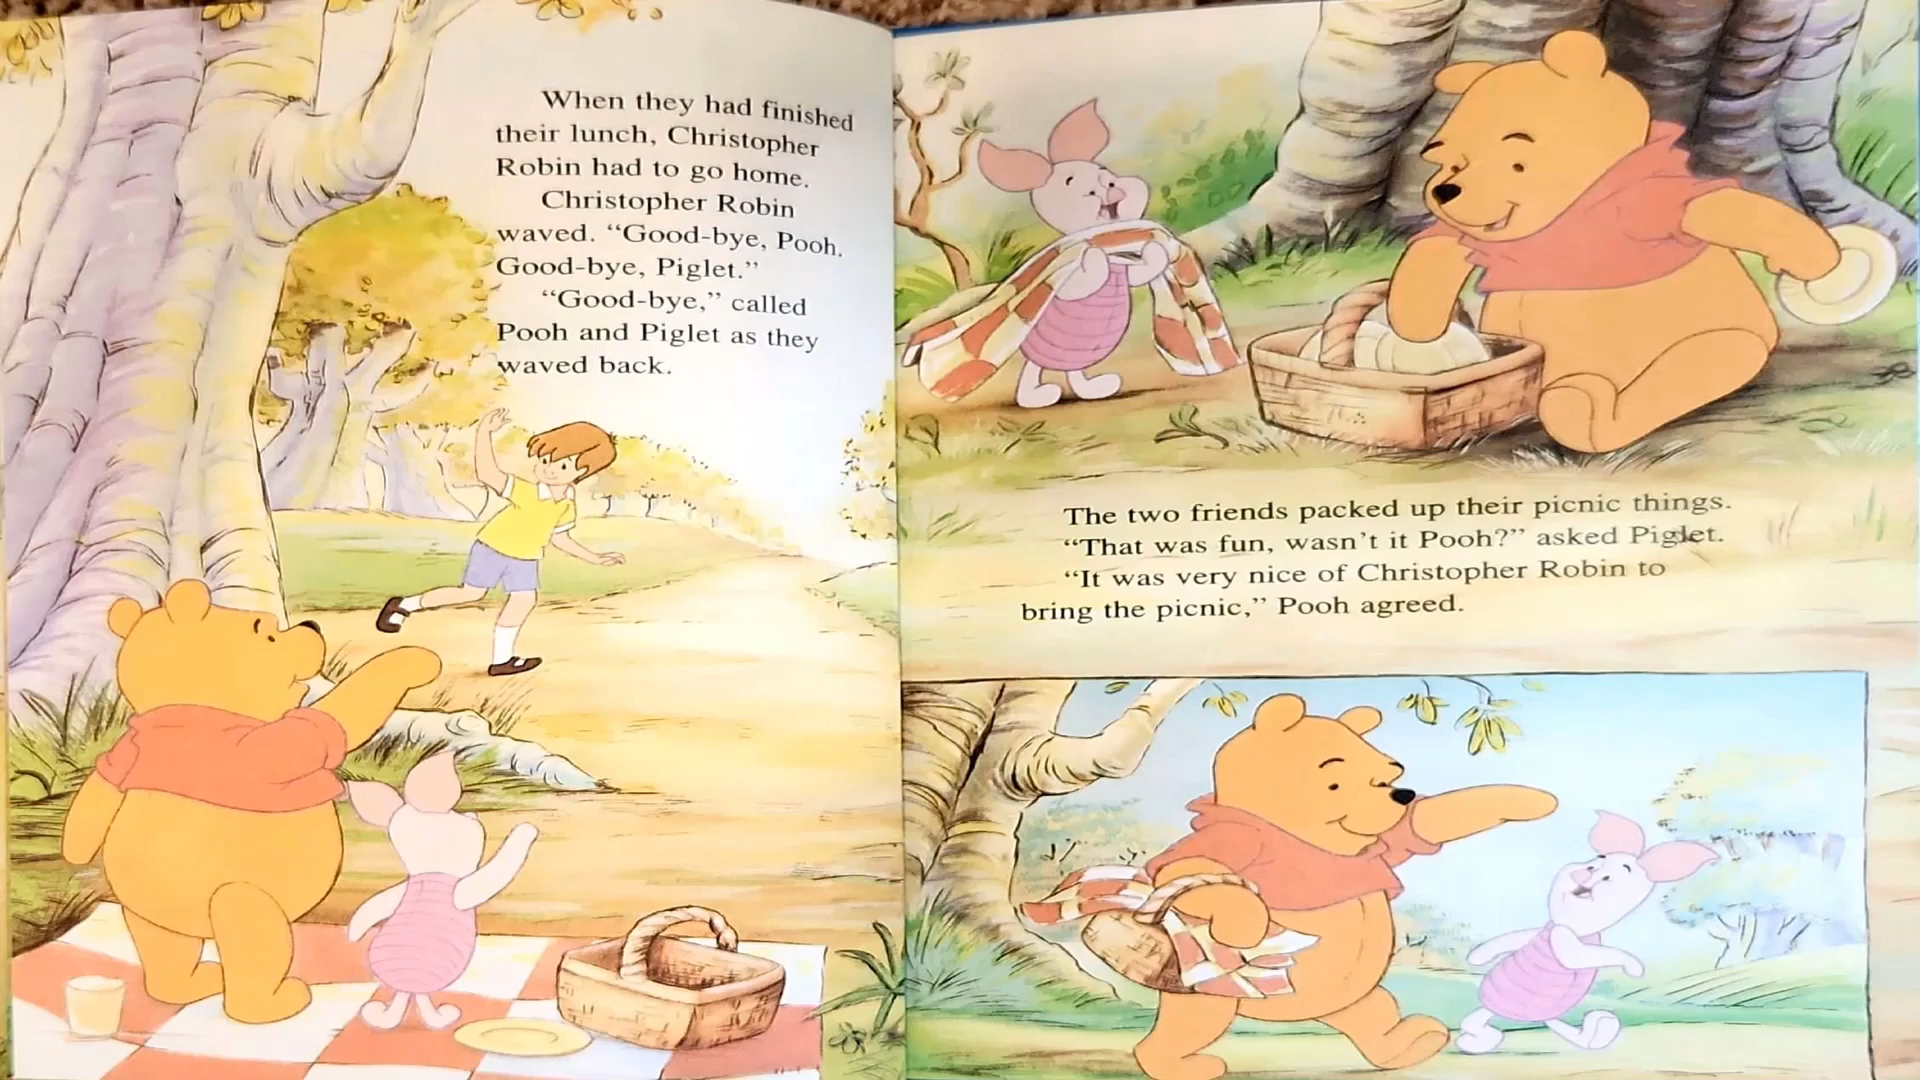 When they had finished
their lunch, Christopher
Robin had to go home.
Christopher Robin
waved. “Good-bye, Pooh.
Good-bye, Piglet.”
“Good-bye,” called
Pooh and Piglet as they
waved back.
The two friends packed up their picnic things.
“That was fun, wasn’t it Pooh?” asked Piglet.
“It was very nice of Christopher Robin to
bring the picnic,” Pooh agreed.